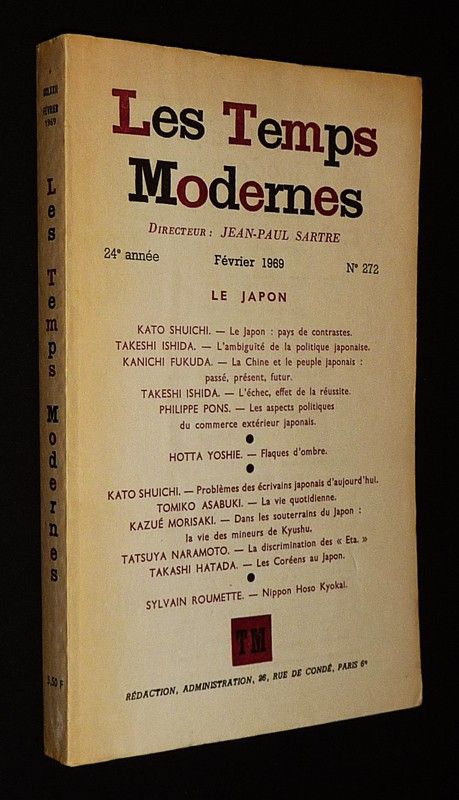 Les Temps
Modernes
DIRECTEUR : JEAN-PAUL SARTRE
24e année
Février 1969
No 272
LE JAPON
KATO SHUICHI. — Le Japon : pays de contrastes.
TAKESHI ISHIDA. — L'ambiguïté de la politique japonaise.
KANICHI FUKUDA. — La Chine et le peuple japonais :
passé, présent, futur.
TAKESHI ISHIDA. — L'échec, effet de la réussite.
PHILIPPE PONS. — Les aspects politiques
du commerce extérieur japonais.
HOTTA YOSHIE. — Flaques d'ombre.
KATO SHUICHI. — Problèmes des écrivains japonais d'aujourd'hui.
TOMIKO ASABUKI. — La vie quotidienne.
KAZUÉ MORISAKI. — Dans les souterrains du Japon :
la vie des mineurs de Kyushu.
TATSUYA NARAMOTO. — La discrimination des « Eta. »
TAKASHI HATADA. — Les Coréens au Japon.
SYLVAIN ROUMETTE. — Nippon Hoso Kyokai.
TM
RÉDACTION, ADMINISTRATION, 26, RUE DE CONDÉ, PARIS 6e
FÉVRIER
1969
Les Temps Modernes
3,50 F